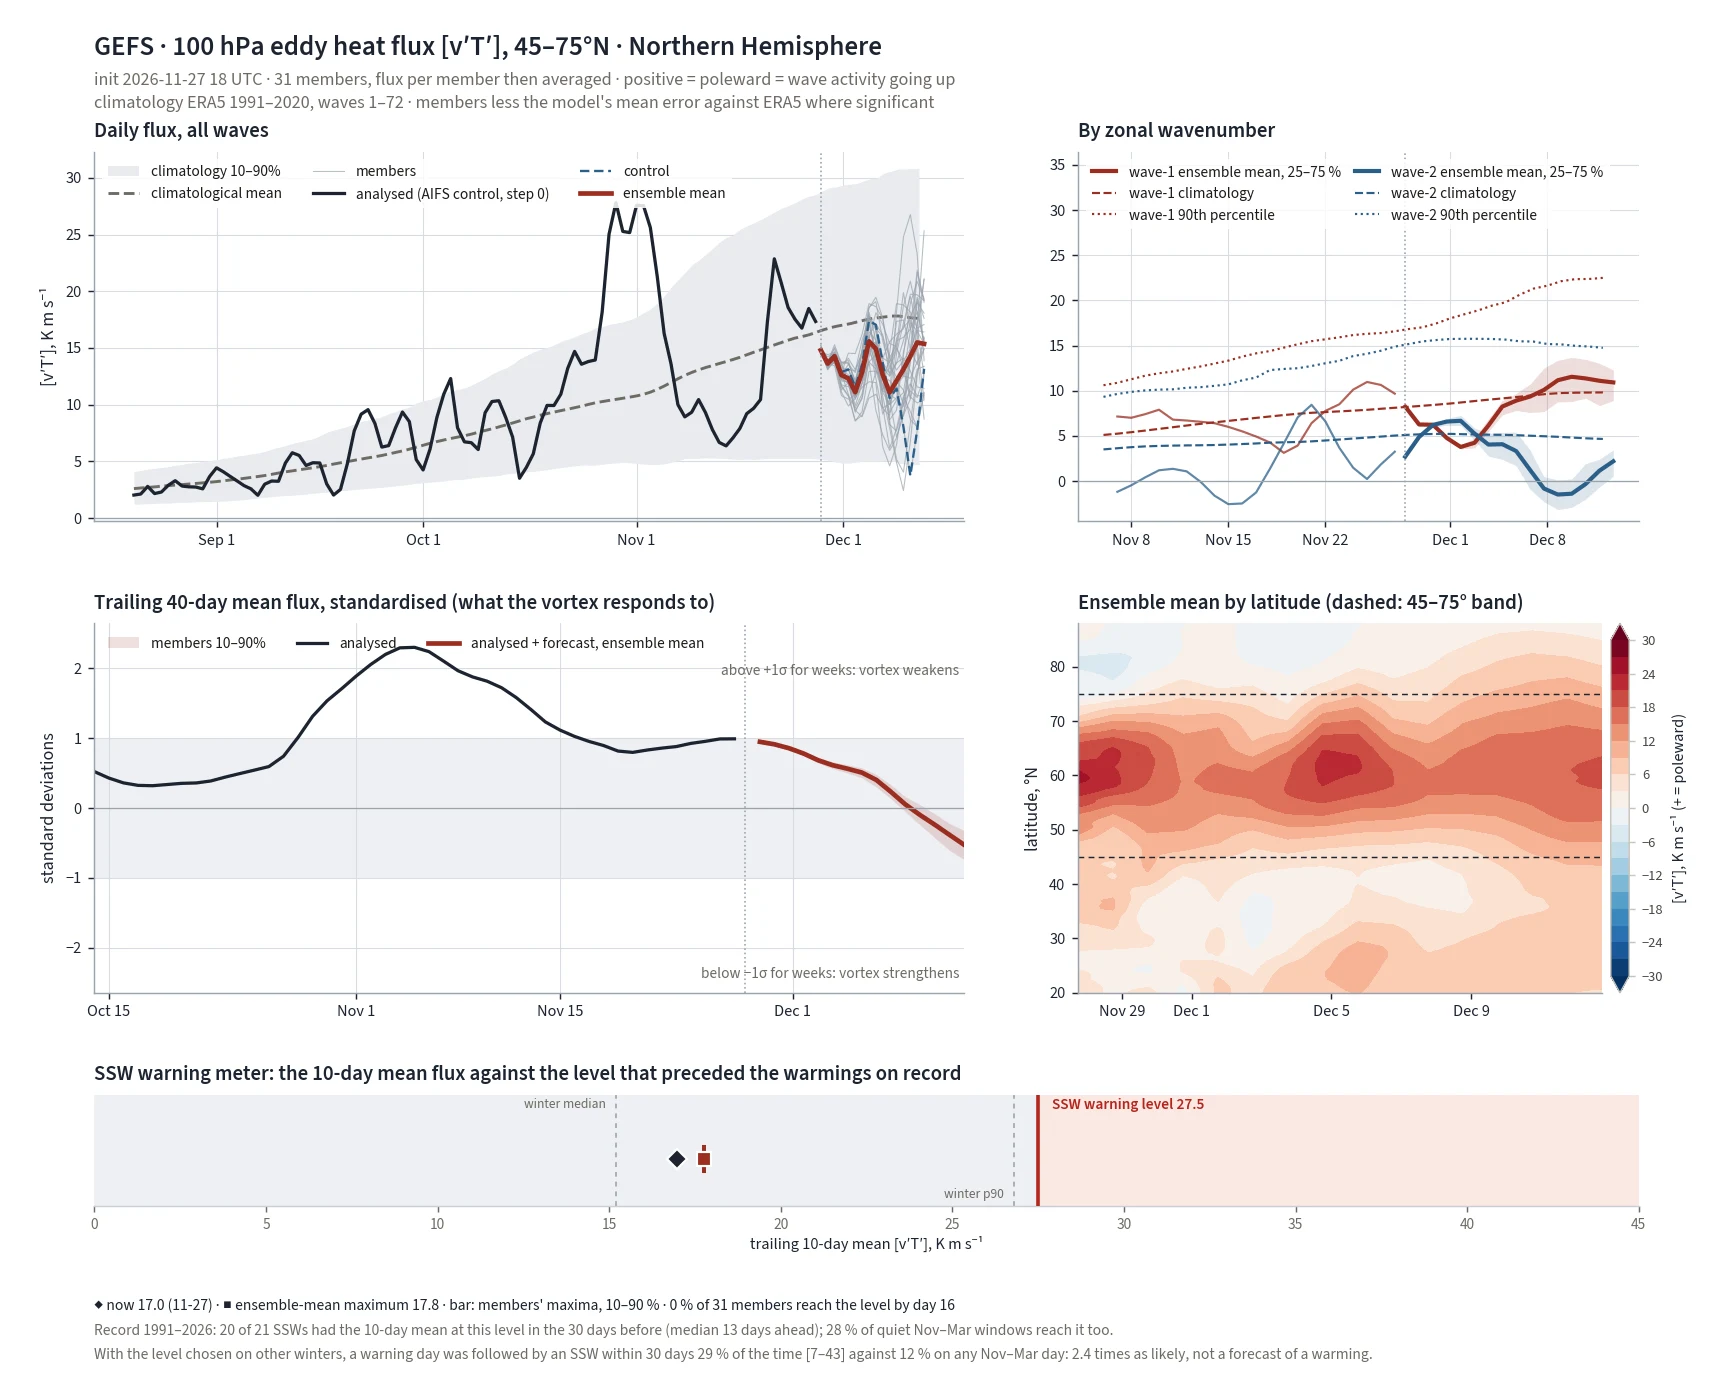 GEFS · 100 hPa eddy heat flux [v′T′], 45–75°N · Northern Hemisphere
init 2026-11-27 18 UTC · 31 members, flux per member then averaged · positive = poleward = wave activity going up
climatology ERA5 1991–2020, waves 1–72 · members less the model's mean error against ERA5 where significant
Daily flux, all waves
climatology 10–90%
members
control
climatological mean
analysed (AIFS control, step 0)
ensemble mean
[v′T′], K m s⁻¹
30
25
20
15
10
5
0
Sep 1
Oct 1
Nov 1
Dec 1
By zonal wavenumber
wave-1 ensemble mean, 25–75 %
wave-2 ensemble mean, 25–75 %
wave-1 climatology
wave-2 climatology
wave-1 90th percentile
wave-2 90th percentile
35
30
25
20
15
10
5
0
Nov 8
Nov 15
Nov 22
Dec 1
Dec 8
Trailing 40-day mean flux, standardised (what the vortex responds to)
members 10–90%
analysed
analysed + forecast, ensemble mean
above +1σ for weeks: vortex weakens
below −1σ for weeks: vortex strengthens
standard deviations
2
1
0
−1
−2
Oct 15
Nov 1
Nov 15
Dec 1
Ensemble mean by latitude (dashed: 45–75° band)
latitude, °N
80
70
60
50
40
30
20
Nov 29
Dec 1
Dec 5
Dec 9
30
24
18
12
6
0
−6
−12
−18
−24
−30
[v′T′], K m s⁻¹ (+ = poleward)
SSW warning meter: the 10-day mean flux against the level that preceded the warmings on record
winter median
SSW warning level 27.5
winter p90
0
5
10
15
20
25
30
35
40
45
trailing 10-day mean [v′T′], K m s⁻¹
◆ now 17.0 (11-27) · ■ ensemble-mean maximum 17.8 · bar: members' maxima, 10–90 % · 0 % of 31 members reach the level by day 16
Record 1991–2026: 20 of 21 SSWs had the 10-day mean at this level in the 30 days before (median 13 days ahead); 28 % of quiet Nov–Mar windows reach it too.
With the level chosen on other winters, a warning day was followed by an SSW within 30 days 29 % of the time [7–43] against 12 % on any Nov–Mar day: 2.4 times as likely, not a forecast of a warming.